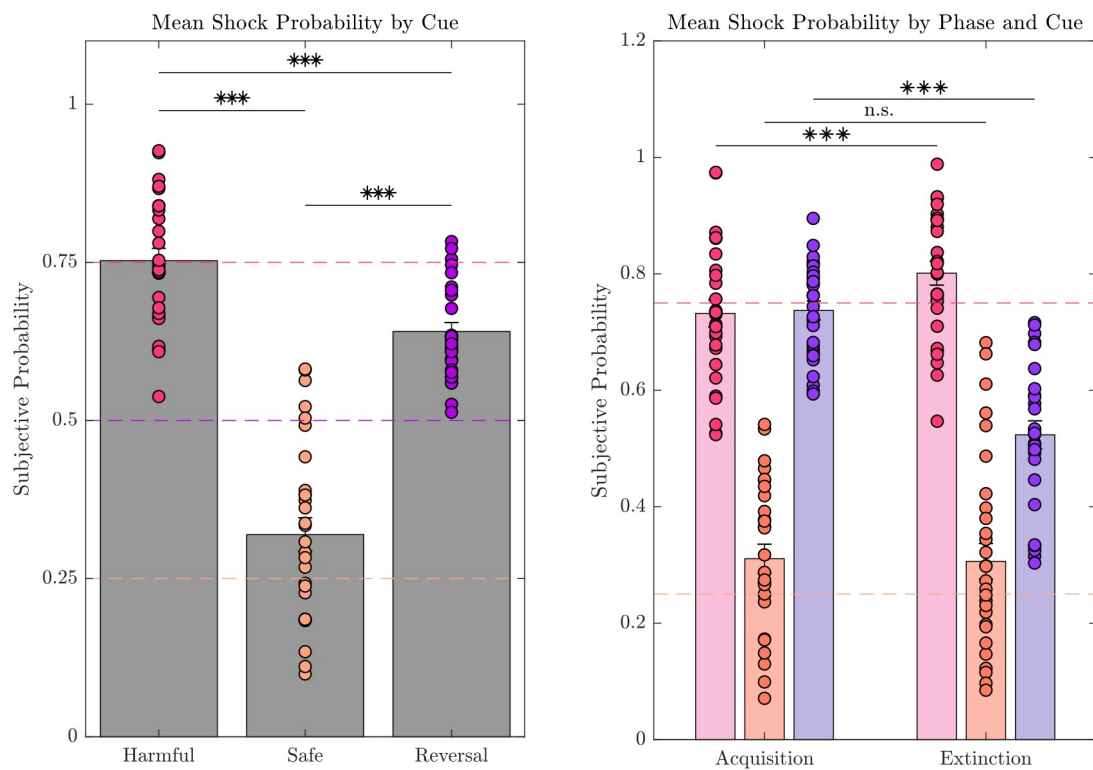 Mean Shock Probability by Cue
Subjective Probability
1
0.75
0.5
0.25
0
***
***
***
Harmful
Safe
Reversal
Mean Shock Probability by Phase and Cue
Subjective Probability
1.2
1
0.8
0.6
0.4
0.2
0
***
n.s.
***
Acquisition
Extinction